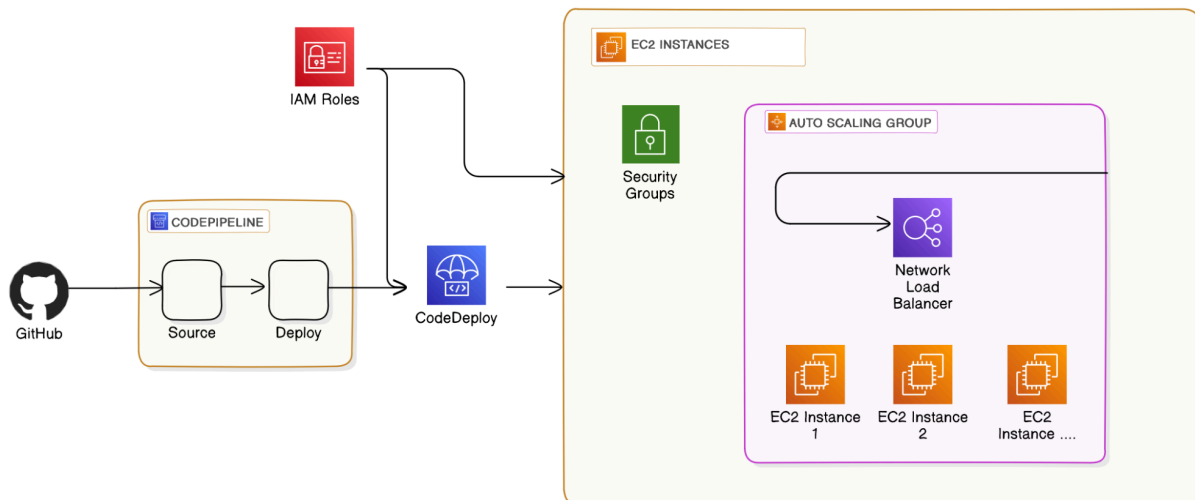 EC2 INSTANCES
IAM Roles
AUTO SCALING GROUP
Security
Groups
CODEPIPELINE
Network
Load
Balancer
GitHub
Source
Deploy
CodeDeploy
EC2 Instance
1
EC2 Instance
2
EC2
Instance ....